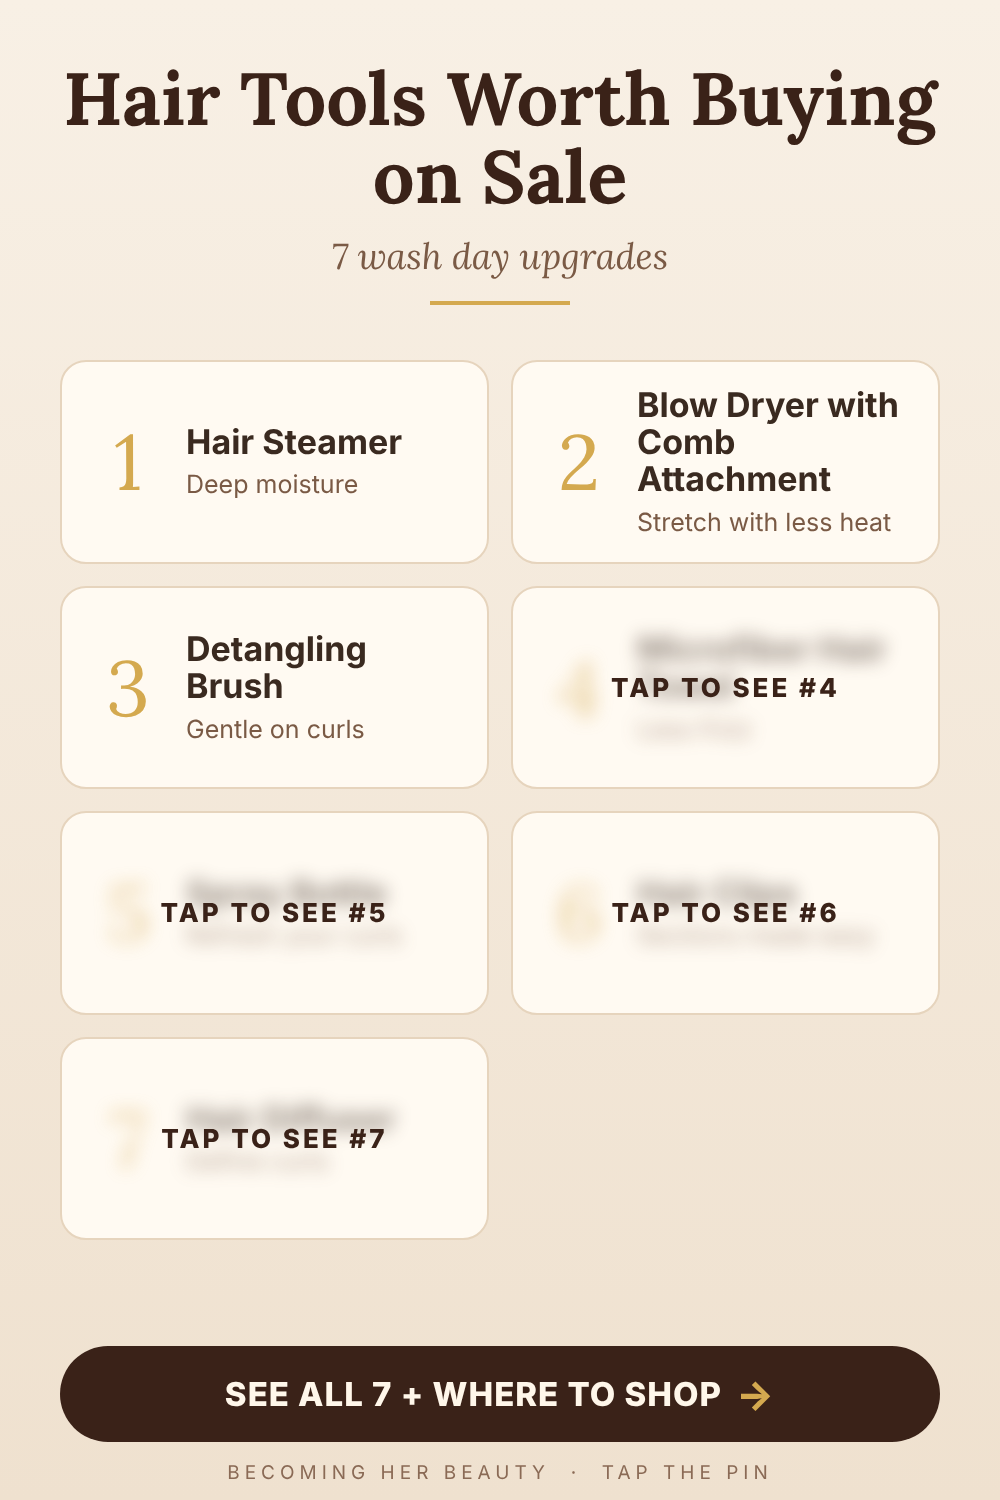 Hair Tools Worth Buying
on Sale
7 wash day upgrades
1
Hair Steamer
Deep moisture
2
Blow Dryer with
Comb
Attachment
Stretch with less heat
3
Detangling
Brush
Gentle on curls
TAP TO SEE #4
TAP TO SEE #5
TAP TO SEE #6
TAP TO SEE #7
SEE ALL 7 + WHERE TO SHOP →
BECOMING HER BEAUTY · TAP THE PIN